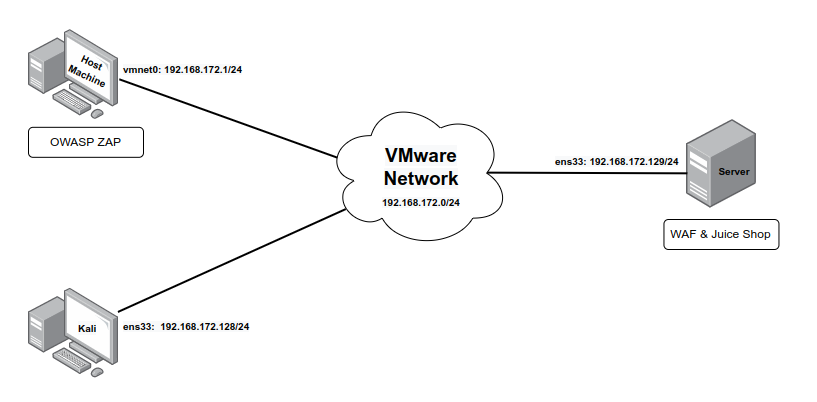 Host
Machine
vmnet0: 192.168.172.1/24
OWASP ZAP
VMware
Network
192.168.172.0/24
ens33: 192.168.172.129/24
Server
WAF & Juice Shop
Kali
ens33: 192.168.172.128/24